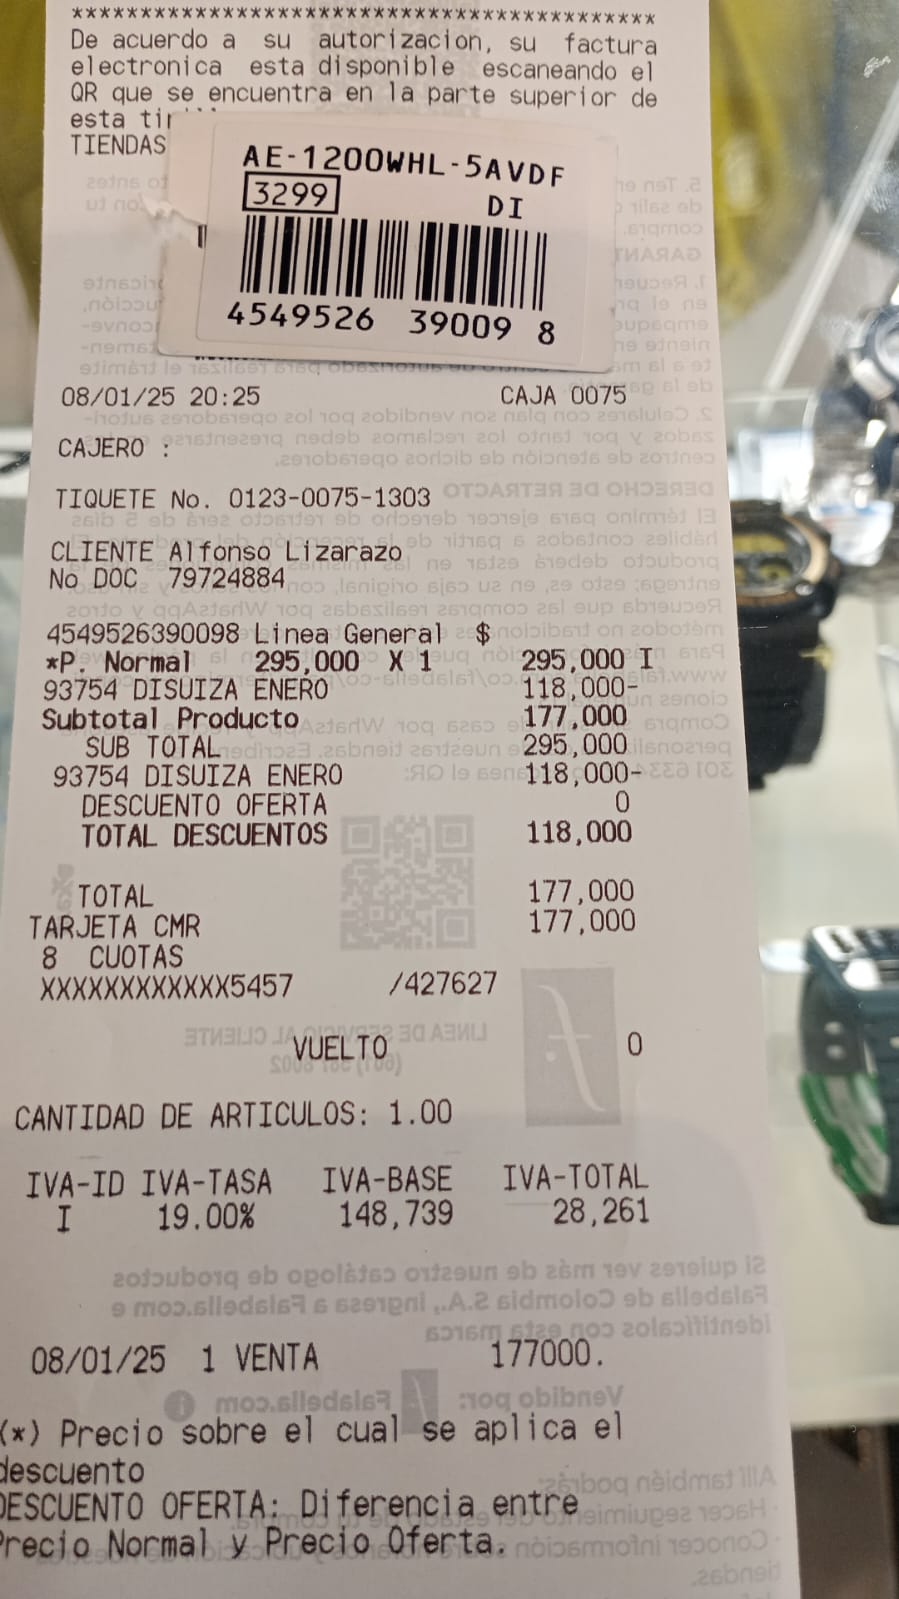 ******************************************
De acuerdo a su autorizacion, su factura
electronica esta disponible escaneando el
QR que se encuentra en la parte superior de
esta
TIENDAS
AE-1200WHL-5AVDF
3299 DI
4549526 39009 8
08/01/25 20:25 CAJA 0075
CAJERO :
TIQUETE No. 0123-0075-1303
CLIENTE Alfonso Lizarazo
No DOC 79724884
4549526390098 Linea General $
*P. Normal 295,000 X 1 295,000 I
93754 DISUIZA ENERO 118,000-
Subtotal Producto 177,000
SUB TOTAL 295,000
93754 DISUIZA ENERO 118,000-
DESCUENTO OFERTA 0
TOTAL DESCUENTOS 118,000
TOTAL 177,000
TARJETA CMR 177,000
8 CUOTAS
XXXXXXXXXXXX5457 /427627
VUELTO 0
CANTIDAD DE ARTICULOS: 1.00
IVA-ID IVA-TASA IVA-BASE IVA-TOTAL
I 19.00% 148,739 28,261
08/01/25 1 VENTA 177000.
(*) Precio sobre el cual se aplica el
descuento
DESCUENTO OFERTA: Diferencia entre
Precio Normal y Precio Oferta.